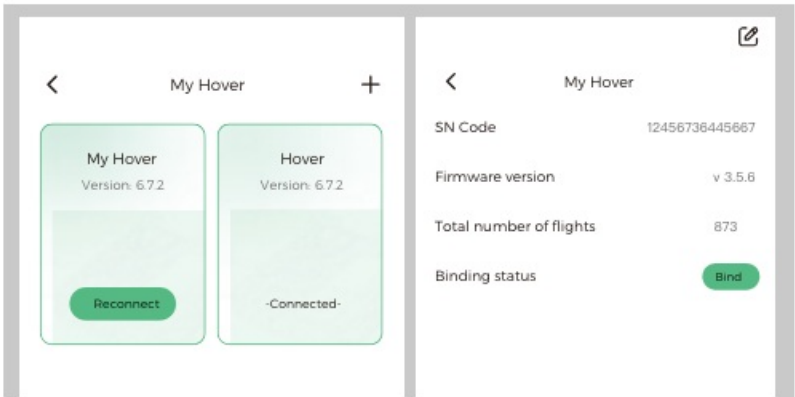 My Hover
My Hover
Version: 6.7.2
Reconnect
Hover
Version: 6.7.2
-Connected-
My Hover
SN Code 12456736445667
Firmware version v 3.5.6
Total number of flights 873
Binding status Bind